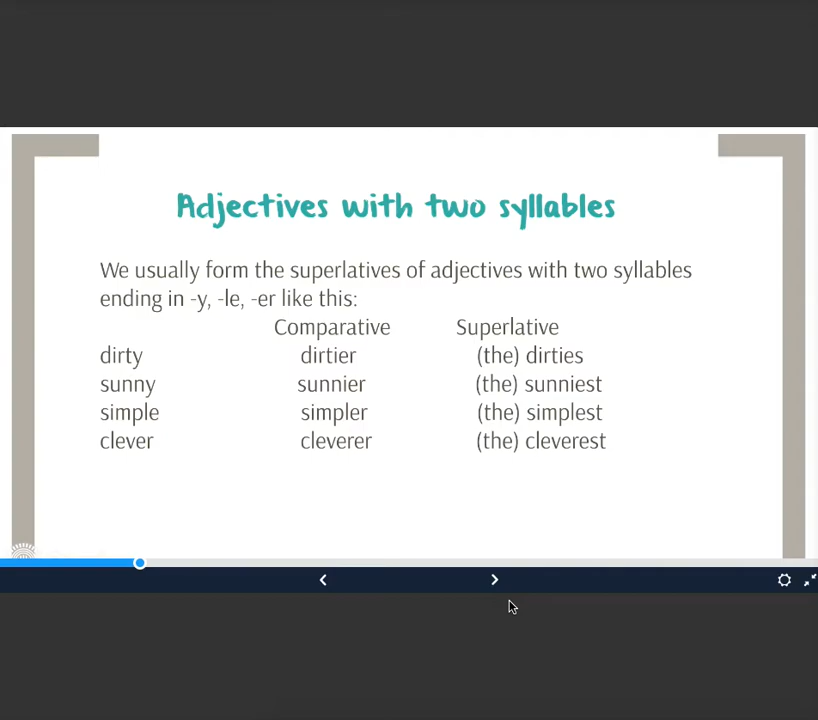 Adjectives with two syllables
We usually form the superlatives of adjectives with two syllables
ending in -y, -le, -er like this:
Comparative Superlative
dirty dirtier (the) dirties
sunny sunnier (the) sunniest
simple simpler (the) simplest
clever cleverer (the) cleverest